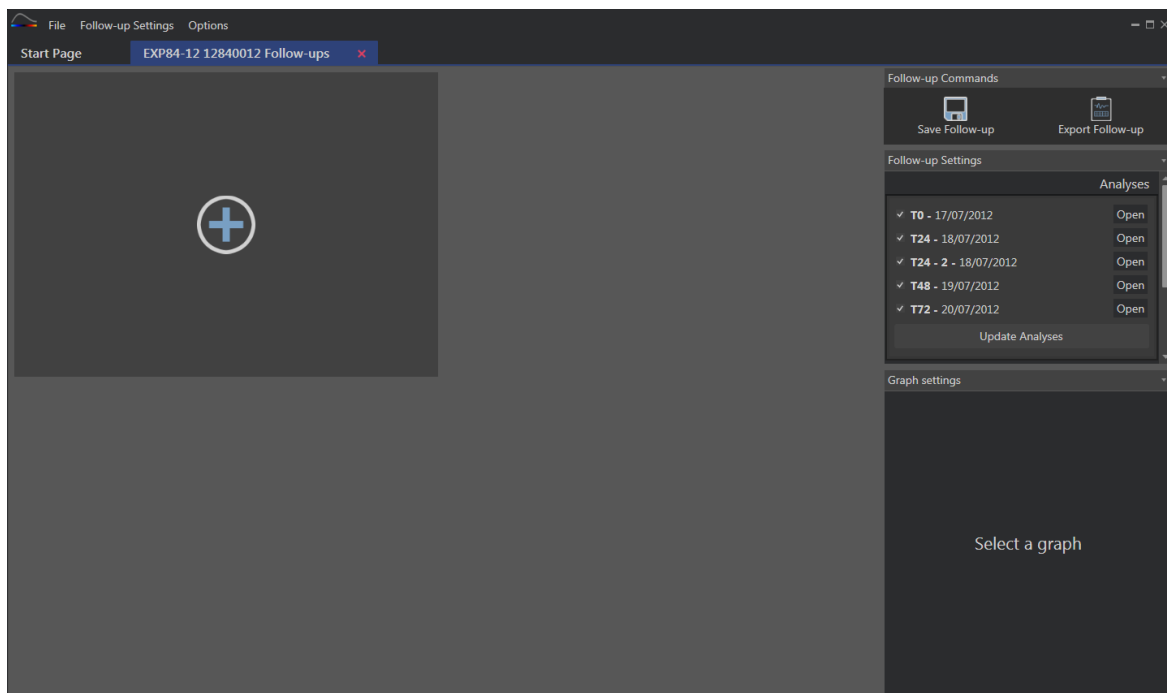 File Follow-up Settings Options
Start Page EXP84-12 12840012 Follow-ups
Follow-up Commands
Save Follow-up Export Follow-up
Follow-up Settings
Analyses
T0 - 17/07/2012 Open
T24 - 18/07/2012 Open
T24 - 2 - 18/07/2012 Open
T48 - 19/07/2012 Open
T72 - 20/07/2012 Open
Update Analyses
Graph settings
Select a graph